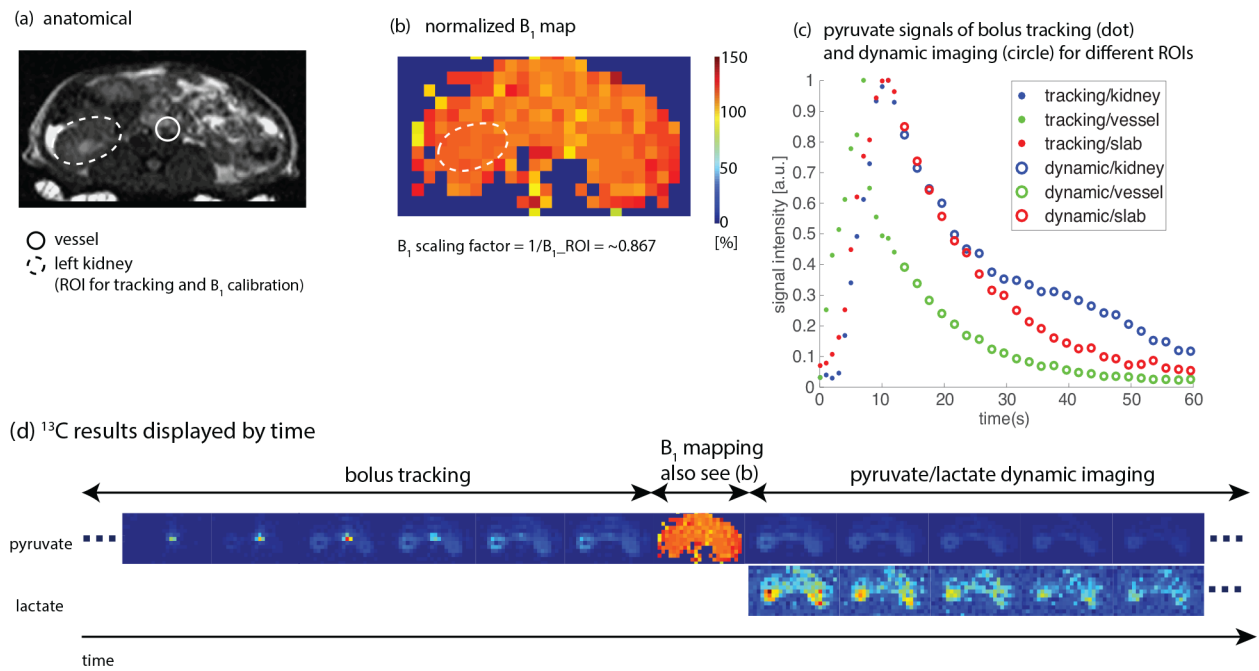 (a) anatomical
vessel
left kidney
(ROI for tracking and B₁ calibration)
(b) normalized B₁ map
150
100
50
0
[%]
B₁ scaling factor = 1/B₁_ROI = ~0.867
(c) pyruvate signals of bolus tracking (dot)
and dynamic imaging (circle) for different ROIs
signal intensity [a.u.]
1
0.9
0.8
0.7
0.6
0.5
0.4
0.3
0.2
0.1
0
0 10 20 30 40 50 60
time(s)
tracking/kidney
tracking/vessel
tracking/slab
dynamic/kidney
dynamic/vessel
dynamic/slab
(d) ¹³C results displayed by time
bolus tracking
B₁ mapping
also see (b)
pyruvate/lactate dynamic imaging
pyruvate
lactate
time